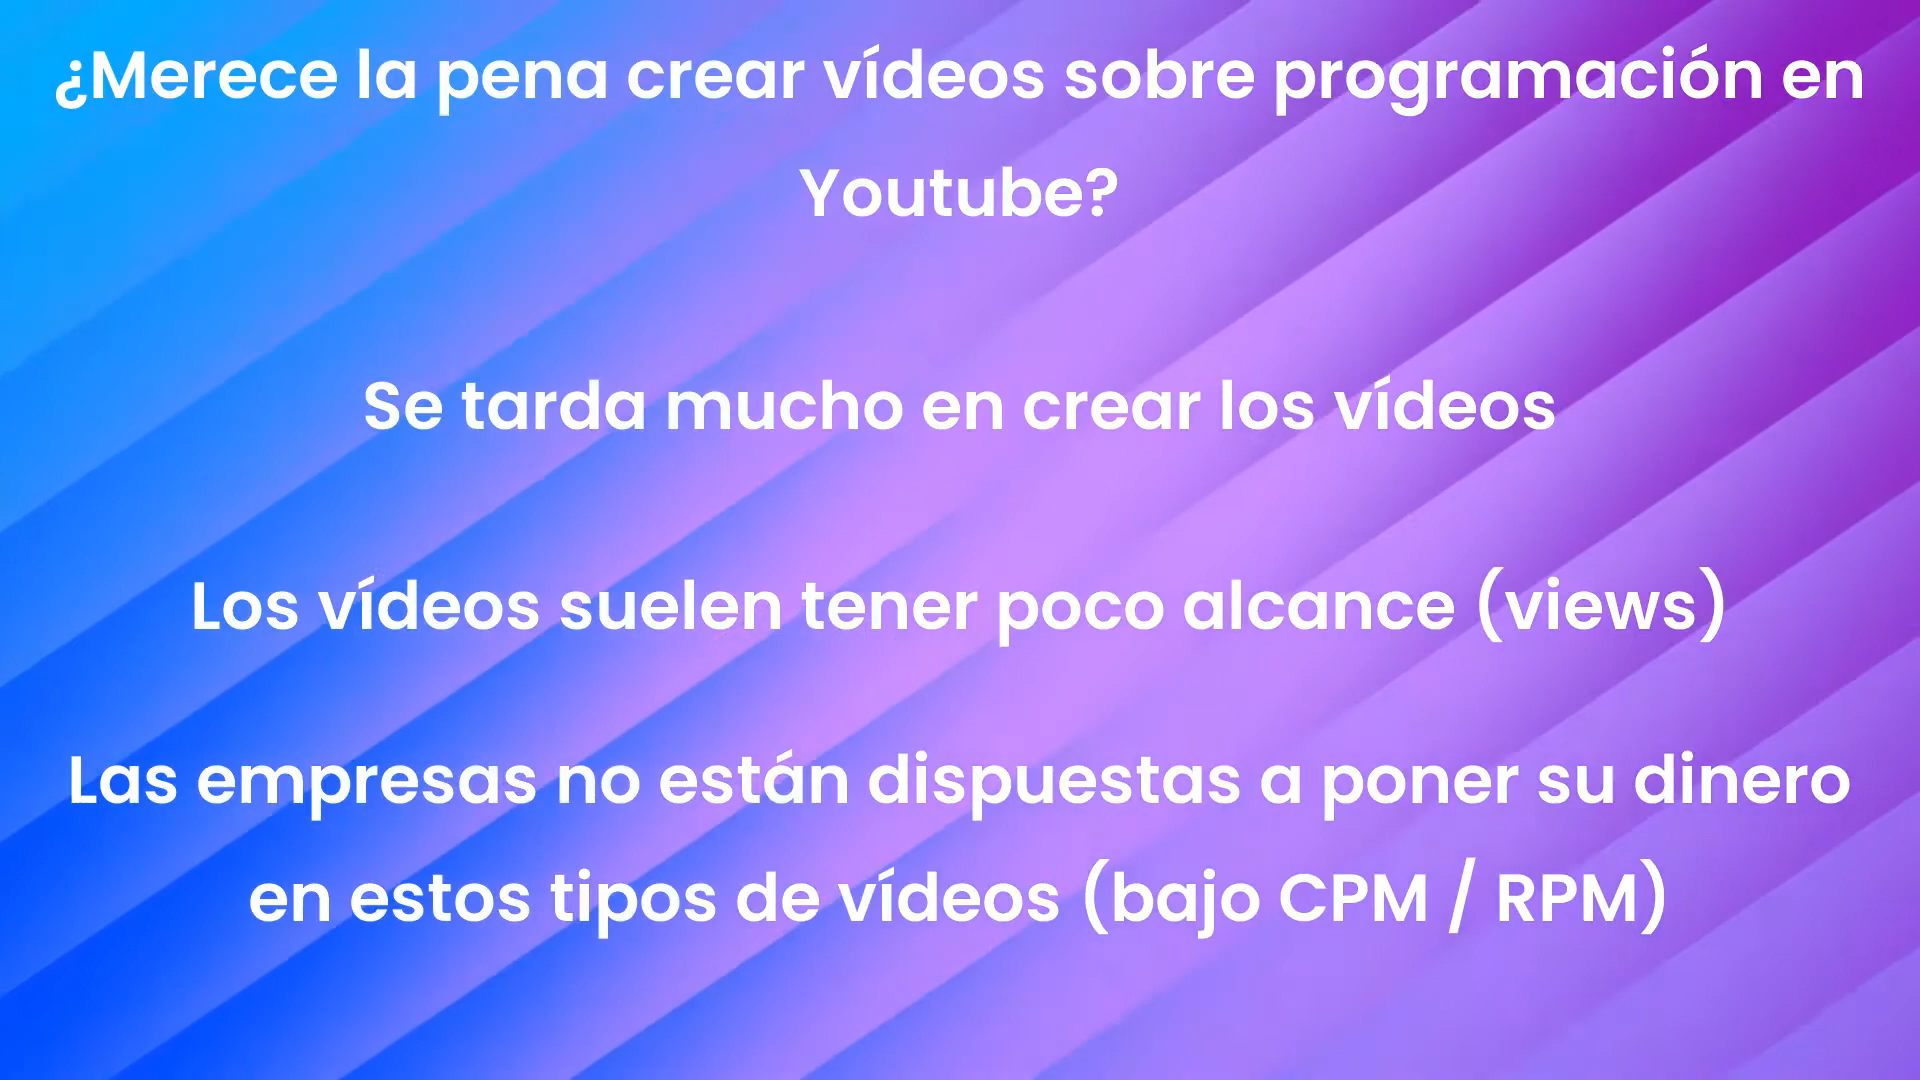 ¿Merece la pena crear vídeos sobre programación en
Youtube?
Se tarda mucho en crear los vídeos
Los vídeos suelen tener poco alcance (views)
Las empresas no están dispuestas a poner su dinero
en estos tipos de vídeos (bajo CPM / RPM)